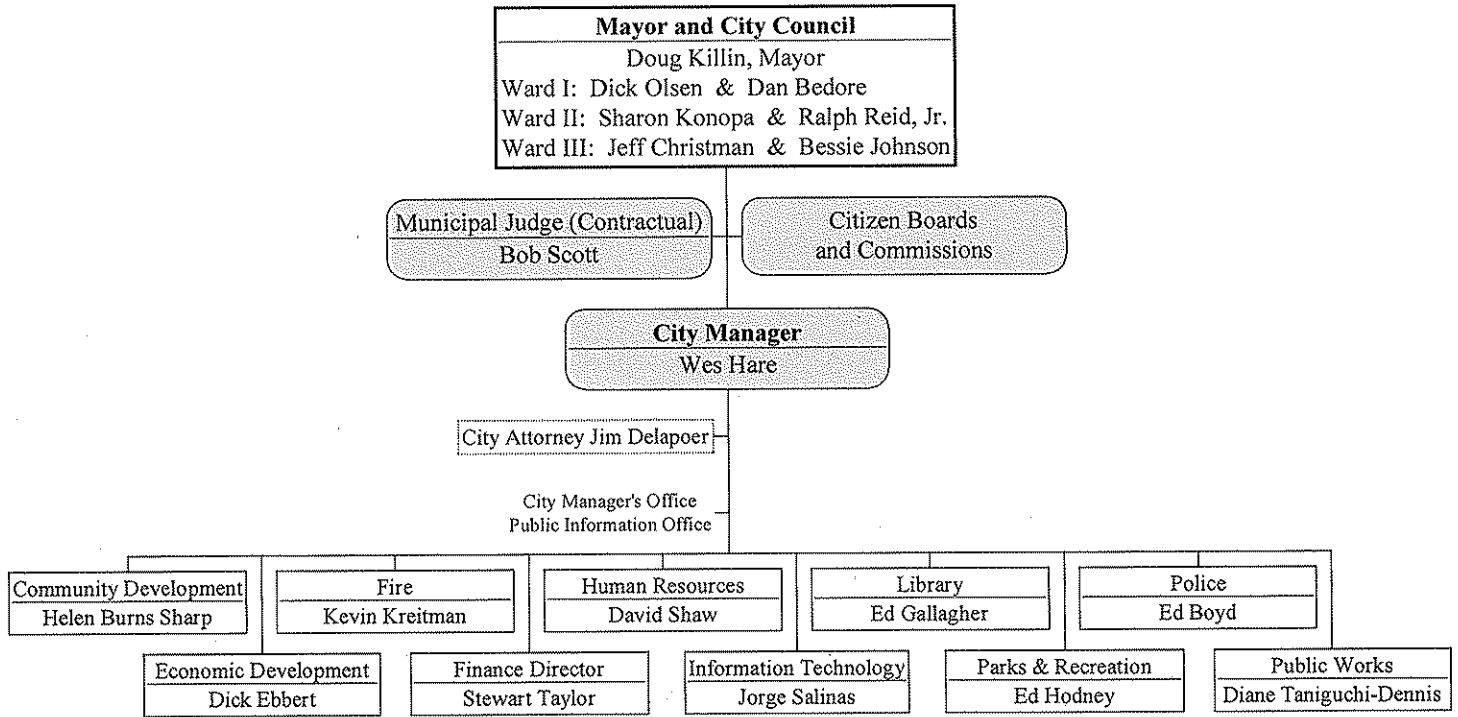 Mayor and City Council
Doug Killin, Mayor
Ward I: Dick Olsen & Dan Bedore
Ward II: Sharon Konopa & Ralph Reid, Jr.
Ward III: Jeff Christman & Bessie Johnson
Municipal Judge (Contractual)
Bob Scott
Citizen Boards
and Commissions
City Manager
Wes Hare
City Attorney Jim Delapoer
City Manager's Office
Public Information Office
Community Development
Helen Burns Sharp
Fire
Kevin Kreitman
Human Resources
David Shaw
Library
Ed Gallagher
Police
Ed Boyd
Economic Development
Dick Ebbert
Finance Director
Stewart Taylor
Information Technology
Jorge Salinas
Parks & Recreation
Ed Hodney
Public Works
Diane Taniguchi-Dennis